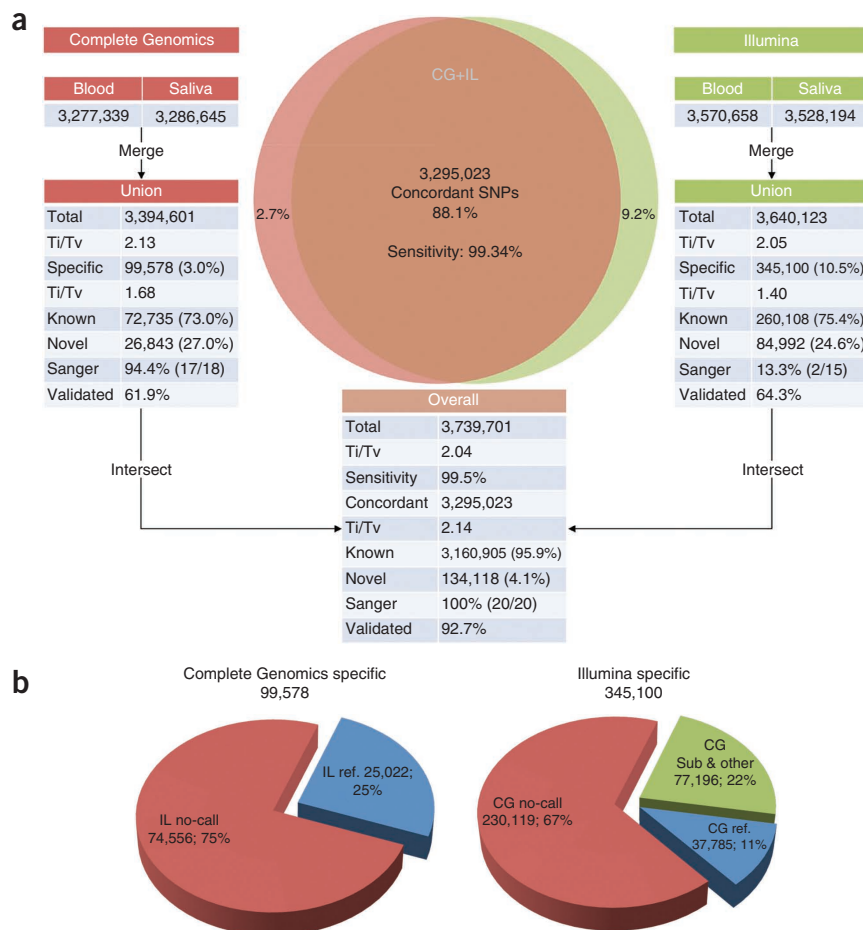 a
Complete Genomics
Blood Saliva
3,277,339 3,286,645
Merge
Union
Total 3,394,601
Ti/Tv 2.13
Specific 99,578 (3.0%)
Ti/Tv 1.68
Known 72,735 (73.0%)
Novel 26,843 (27.0%)
Sanger 94.4% (17/18)
Validated 61.9%
Intersect
CG+IL
2.7%
3,295,023
Concordant SNPs
88.1%
Sensitivity: 99.34%
9.2%
Illumina
Blood Saliva
3,570,658 3,528,194
Merge
Union
Total 3,640,123
Ti/Tv 2.05
Specific 345,100 (10.5%)
Ti/Tv 1.40
Known 260,108 (75.4%)
Novel 84,992 (24.6%)
Sanger 13.3% (2/15)
Validated 64.3%
Intersect
Overall
Total 3,739,701
Ti/Tv 2.04
Sensitivity 99.5%
Concordant 3,295,023
Ti/Tv 2.14
Known 3,160,905 (95.9%)
Novel 134,118 (4.1%)
Sanger 100% (20/20)
Validated 92.7%
b
Complete Genomics specific
99,578
IL ref. 25,022;
25%
IL no-call
74,556; 75%
Illumina specific
345,100
CG
Sub & other
77,196; 22%
CG no-call
230,119; 67%
CG ref.
37,785; 11%